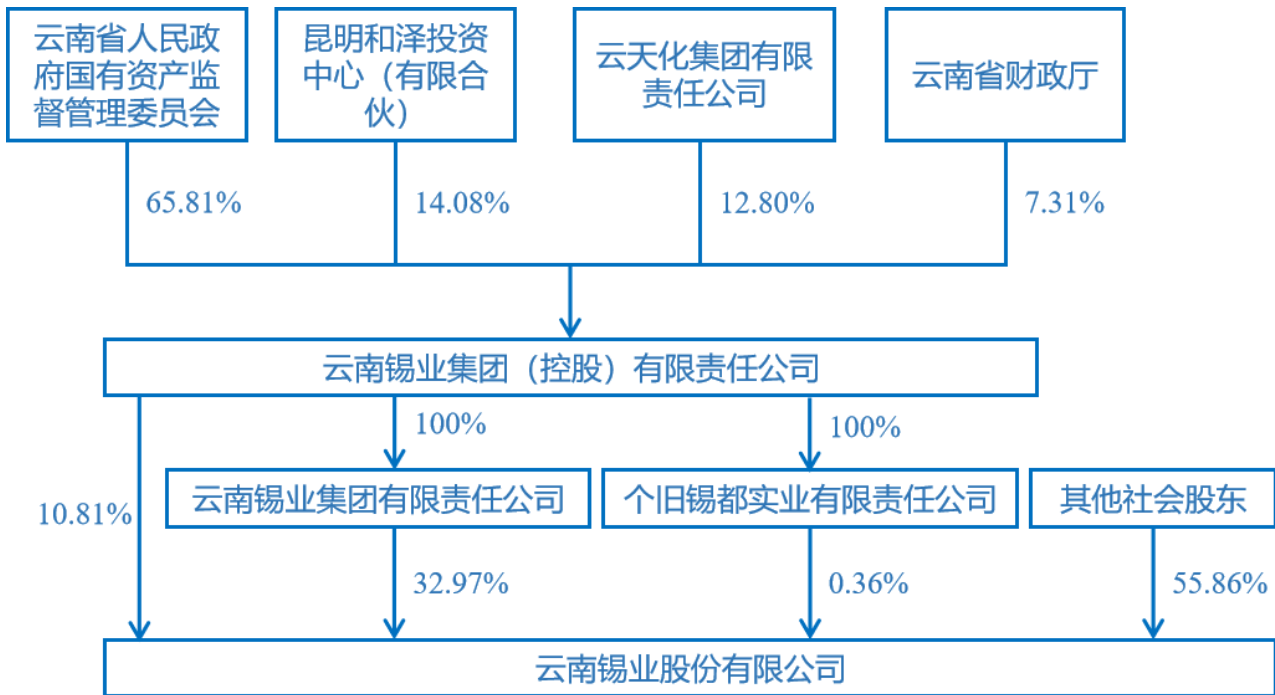 云南省人民政
府国有资产监
督管理委员会
昆明和泽投资
中心（有限合
伙）
云天化集团有限
责任公司
云南省财政厅
65.81%
14.08%
12.80%
7.31%
云南锡业集团（控股）有限责任公司
100%
100%
云南锡业集团有限责任公司
个旧锡都实业有限责任公司
其他社会股东
10.81%
32.97%
0.36%
55.86%
云南锡业股份有限公司